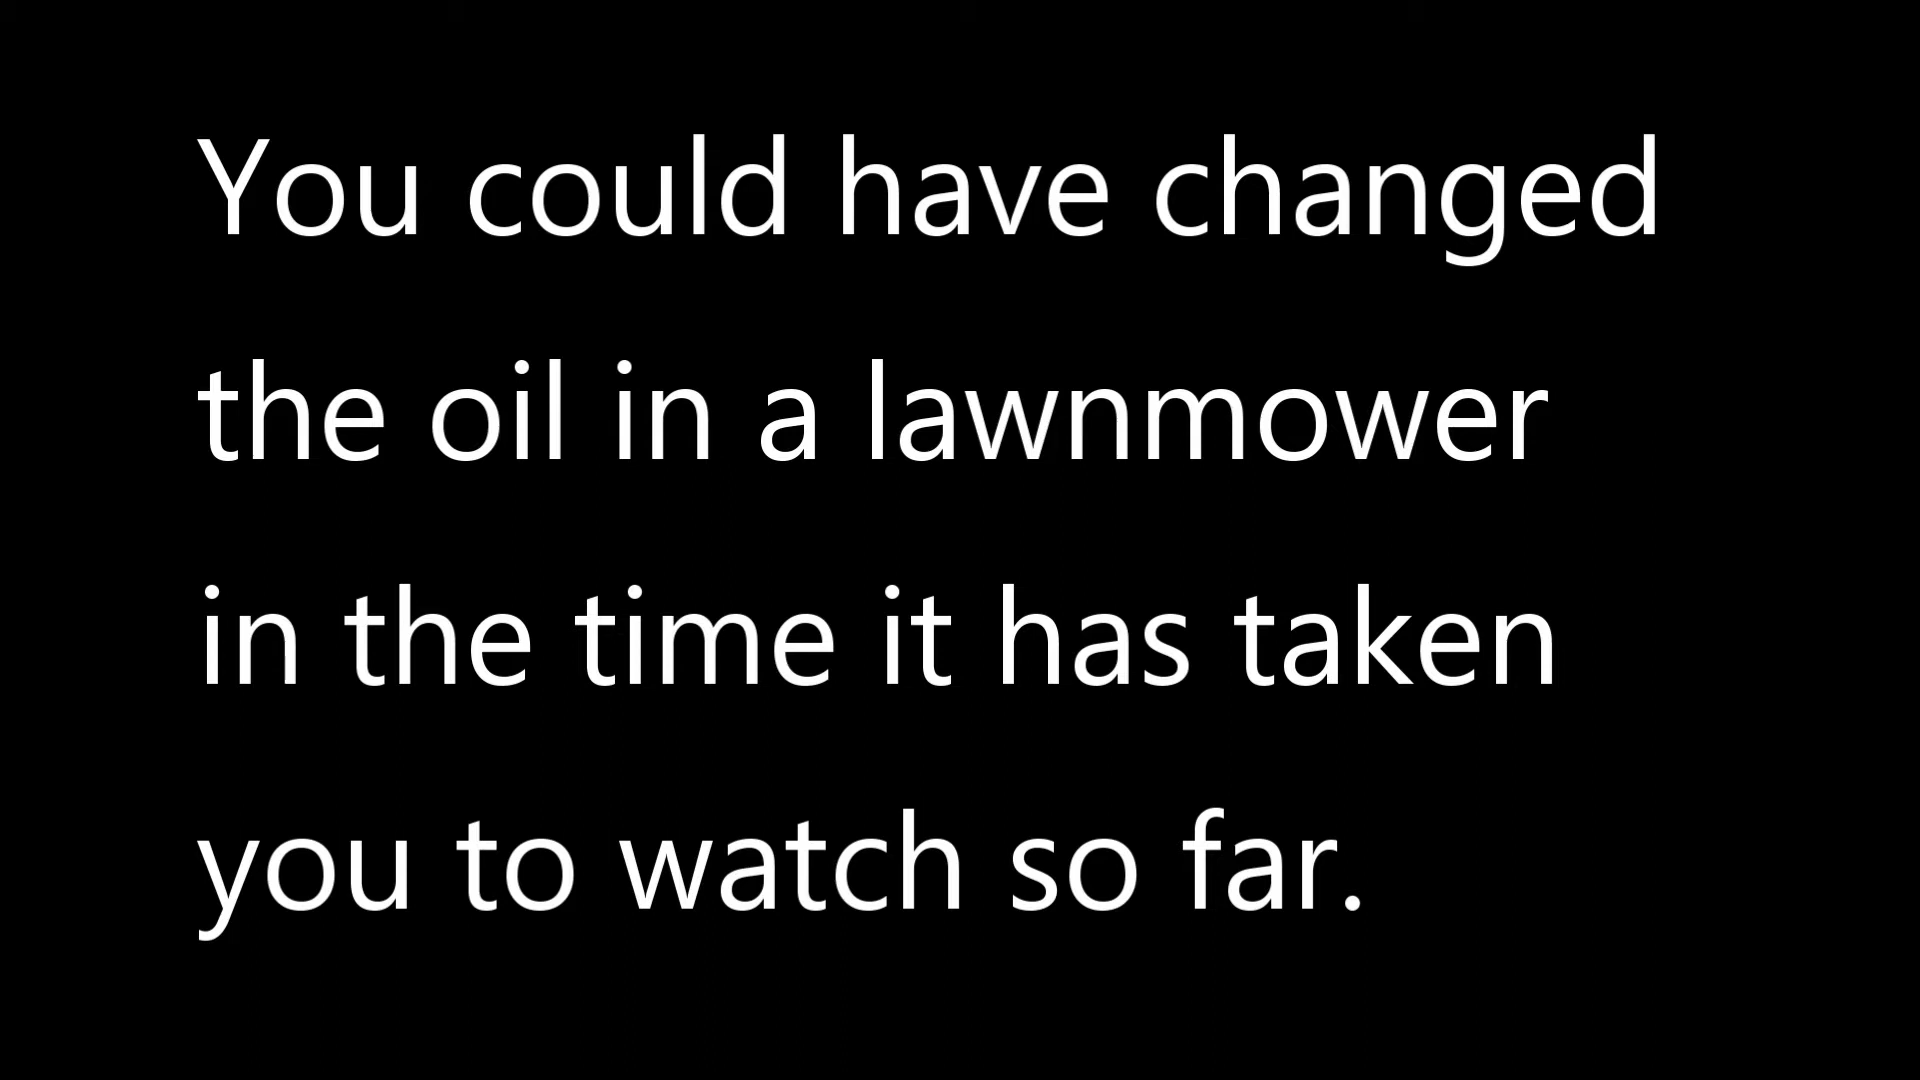 You could have changed
the oil in a lawnmower
in the time it has taken
you to watch so far.